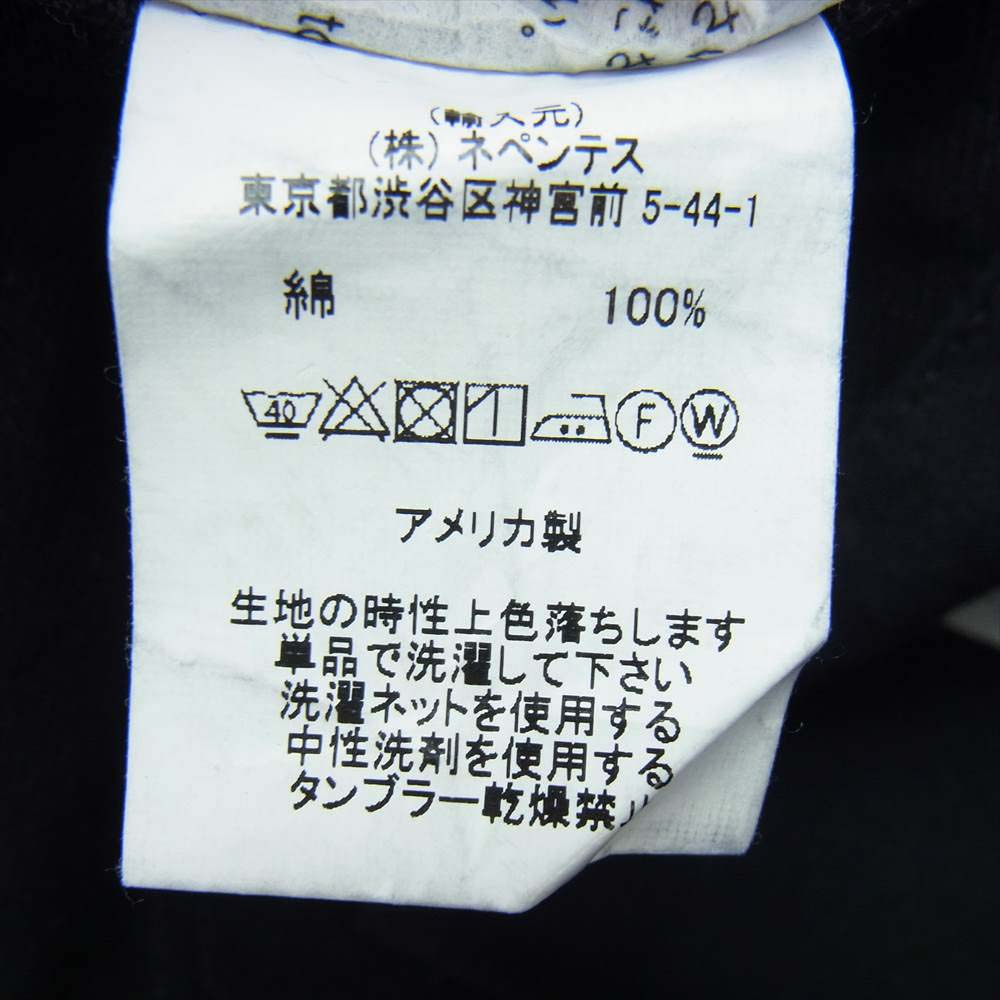 (輸入元)
(株)ネペンテス
東京都渋谷区神宮前 5-44-1
綿 100%
40 F W
アメリカ製
生地の時性上色落ちします
単品で洗濯して下さい
洗濯ネットを使用する
中性洗剤を使用する
タンブラー乾燥禁